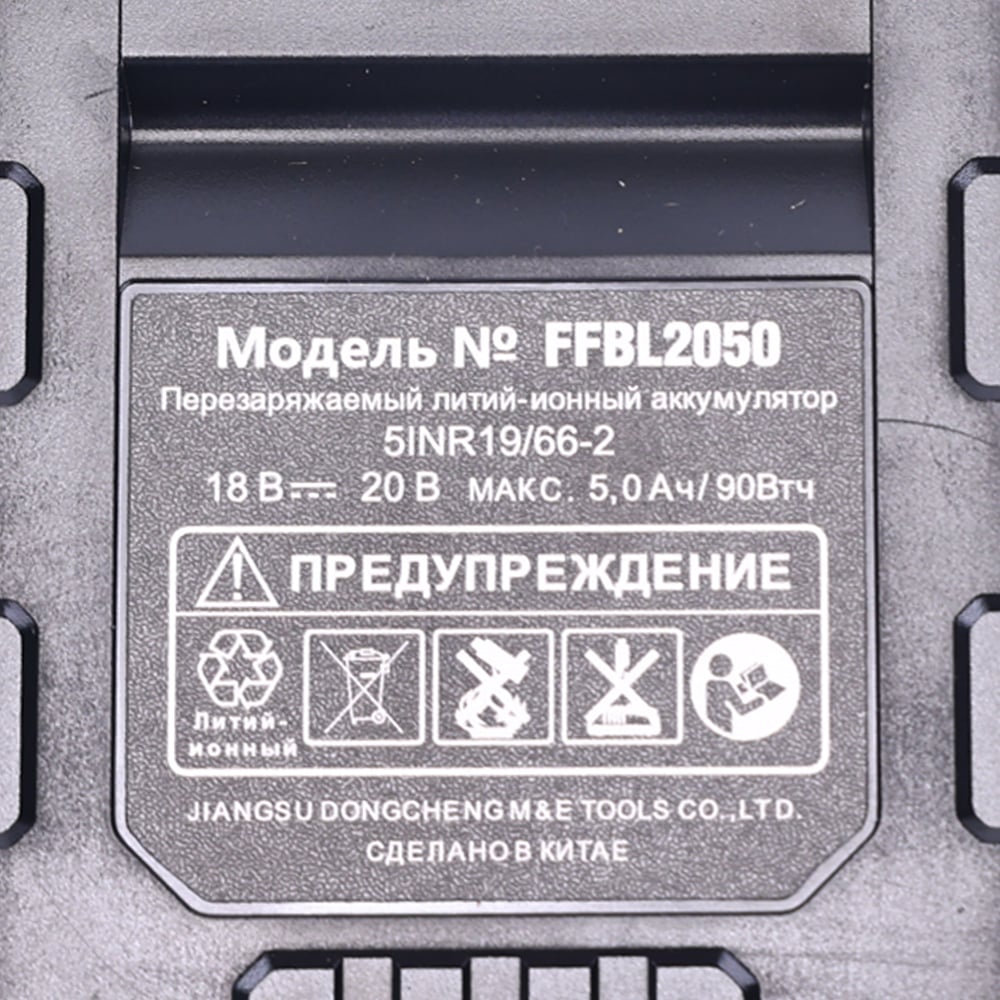 Модель № FFBL2050
Перезаряжаемый литий-ионный аккумулятор
5INR19/66-2
18 В⎓ 20 В МАКС. 5,0 Ач/90Втч
ПРЕДУПРЕЖДЕНИЕ
Литий-
ионный
JIANGSU DONGCHENG M&E TOOLS CO.,LTD.
СДЕЛАНО В КИТАЕ